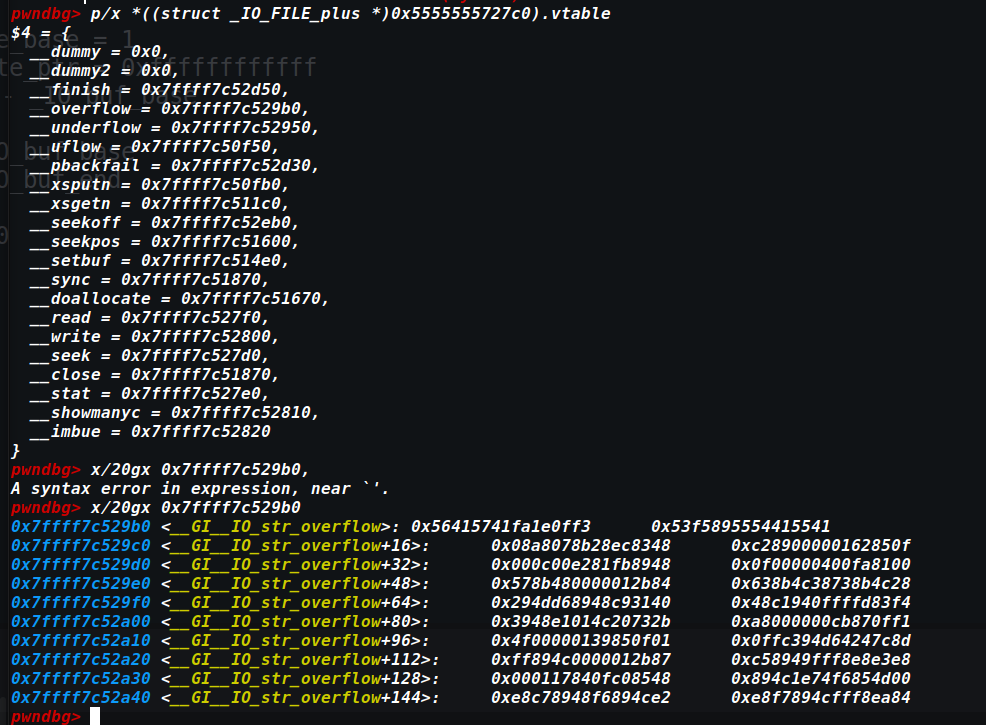 pwndbg> p/x *((struct _IO_FILE_plus *)0x5555555727c0).vtable
$4 = {
  __dummy = 0x0,
  __dummy2 = 0x0,
  __finish = 0x7ffff7c52d50,
  __overflow = 0x7ffff7c529b0,
  __underflow = 0x7ffff7c52950,
  __uflow = 0x7ffff7c50f50,
  __pbackfail = 0x7ffff7c52d30,
  __xsputn = 0x7ffff7c50fb0,
  __xsgetn = 0x7ffff7c511c0,
  __seekoff = 0x7ffff7c52eb0,
  __seekpos = 0x7ffff7c51600,
  __setbuf = 0x7ffff7c514e0,
  __sync = 0x7ffff7c51870,
  __doallocate = 0x7ffff7c51670,
  __read = 0x7ffff7c527f0,
  __write = 0x7ffff7c52800,
  __seek = 0x7ffff7c527d0,
  __close = 0x7ffff7c51870,
  __stat = 0x7ffff7c527e0,
  __showmanyc = 0x7ffff7c52810,
  __imbue = 0x7ffff7c52820
}
pwndbg> x/20gx 0x7ffff7c529b0,
A syntax error in expression, near `'.
pwndbg> x/20gx 0x7ffff7c529b0
0x7ffff7c529b0 <__GI__IO_str_overflow>: 0x56415741fa1e0ff3 0x53f5895554415541
0x7ffff7c529c0 <__GI__IO_str_overflow+16>: 0x08a8078b28ec8348 0xc28900000162850f
0x7ffff7c529d0 <__GI__IO_str_overflow+32>: 0x000c00e281fb8948 0x0f00000400fa8100
0x7ffff7c529e0 <__GI__IO_str_overflow+48>: 0x578b480000012b84 0x638b4c38738b4c28
0x7ffff7c529f0 <__GI__IO_str_overflow+64>: 0x294dd68948c93140 0x48c1940ffffd83f4
0x7ffff7c52a00 <__GI__IO_str_overflow+80>: 0x3948e1014c20732b 0xa8000000cb870ff1
0x7ffff7c52a10 <__GI__IO_str_overflow+96>: 0x4f00000139850f01 0x0ffc394d64247c8d
0x7ffff7c52a20 <__GI__IO_str_overflow+112>: 0xff894c0000012b87 0xc58949fff8e8e3e8
0x7ffff7c52a30 <__GI__IO_str_overflow+128>: 0x000117840fc08548 0x894c1e74f6854d00
0x7ffff7c52a40 <__GI__IO_str_overflow+144>: 0xe8c78948f6894ce2 0xe8f7894cfff8ea84
pwndbg>